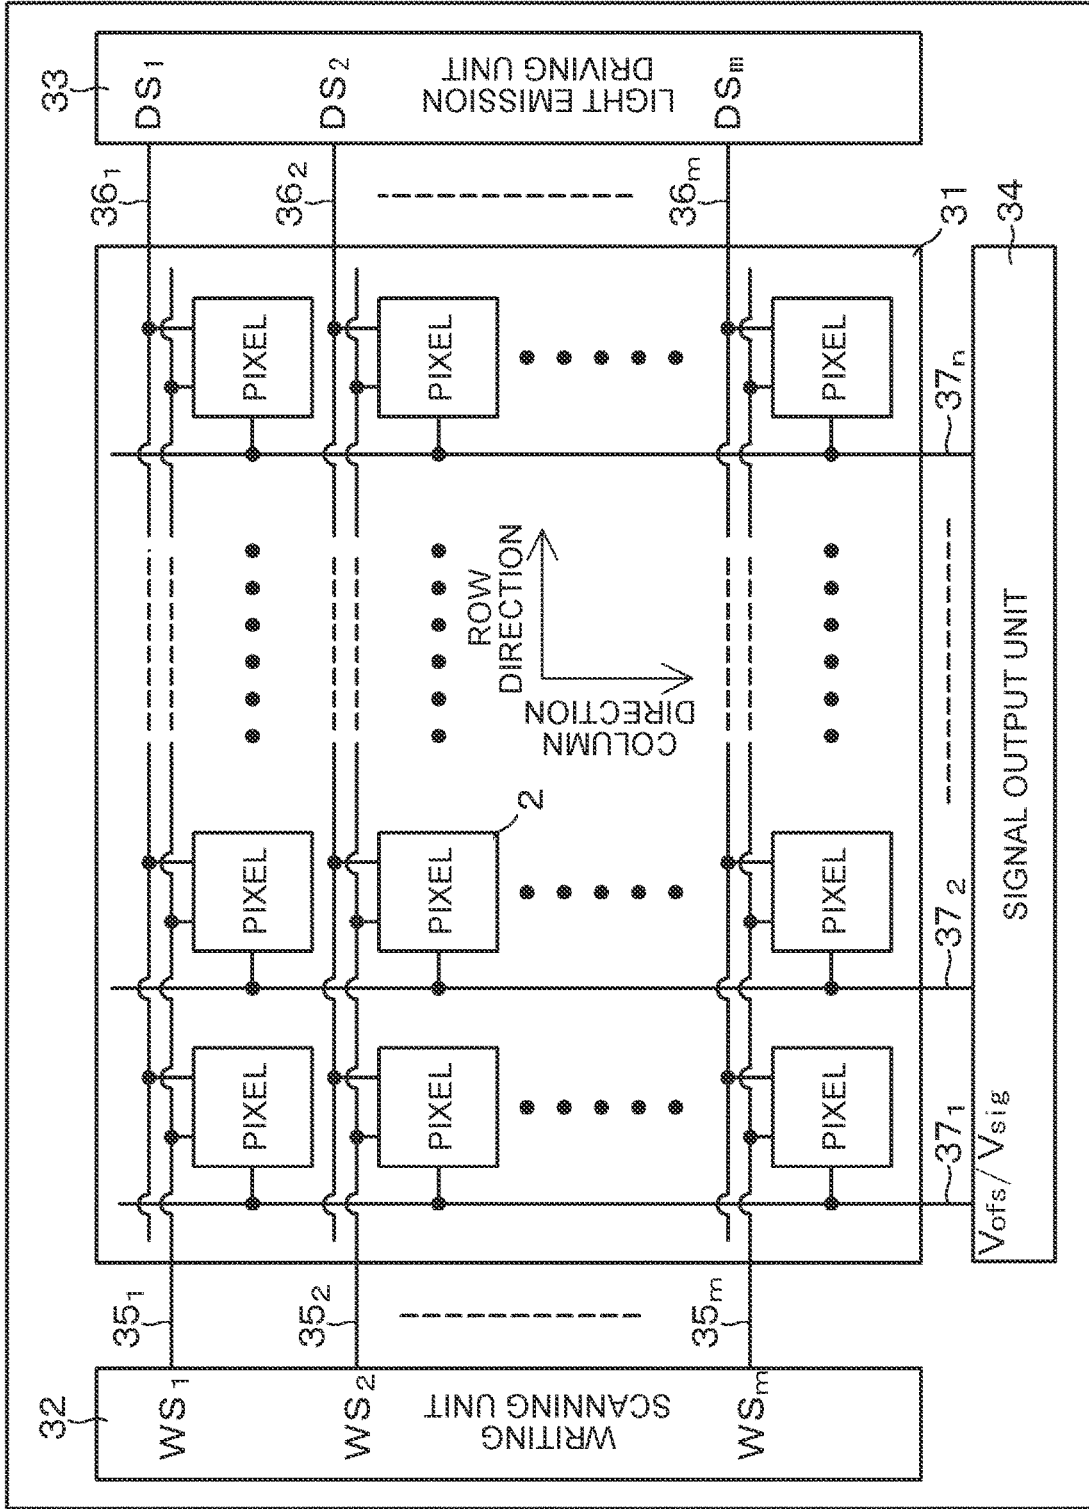 32
33
35₁
36₁
WS₁
DS₁
PIXEL
PIXEL
PIXEL
35₂
36₂
WS₂
DS₂
PIXEL
PIXEL
PIXEL
2
ROW
DIRECTION
COLUMN
DIRECTION
WRITING
SCANNING UNIT
LIGHT EMISSION
DRIVING UNIT
35ₘ
36ₘ
WSₘ
DSₘ
PIXEL
PIXEL
PIXEL
31
37₁
37₂
37ₙ
34
Vofs/Vsig
SIGNAL OUTPUT UNIT